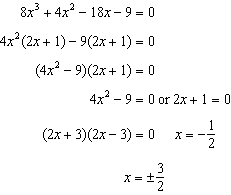 8x³ + 4x² − 18x − 9 = 0
4x²(2x + 1) − 9(2x + 1) = 0
(4x² − 9)(2x + 1) = 0
4x² − 9 = 0 or 2x + 1 = 0
(2x + 3)(2x − 3) = 0 x = −1/2
x = ±3/2